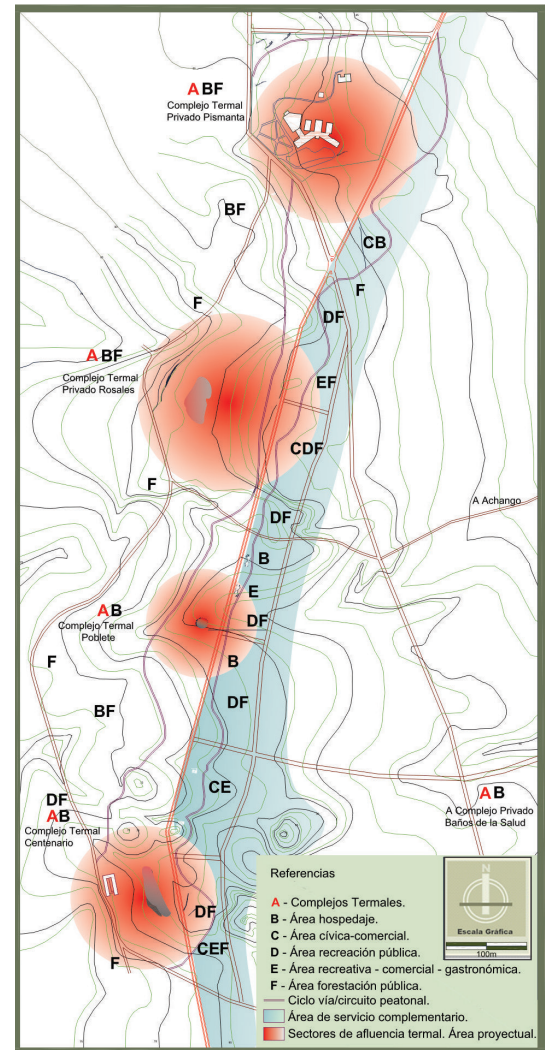 A BF
Complejo Termal
Privado Pismanta
BF
CB
F
F
DF
A BF
Complejo Termal
Privado Rosales
EF
CDF
F
A Achango
DF
B
E
AB
Complejo Termal
Poblete
DF
B
F
BF
DF
CE
AB
A Complejo Privado
Baños de la Salud
DF
AB
Complejo Termal
Centenario
DF
CEF
F
Referencias
A - Complejos Termales.
B - Área hospedaje.
C - Área cívica-comercial.
D - Área recreación pública.
E - Área recreativa - comercial - gastronómica.
F - Área forestación pública.
Ciclo vía/circuito peatonal.
Área de servicio complementario.
Sectores de afluencia termal. Área proyectual.
N
Escala Gráfica
100m